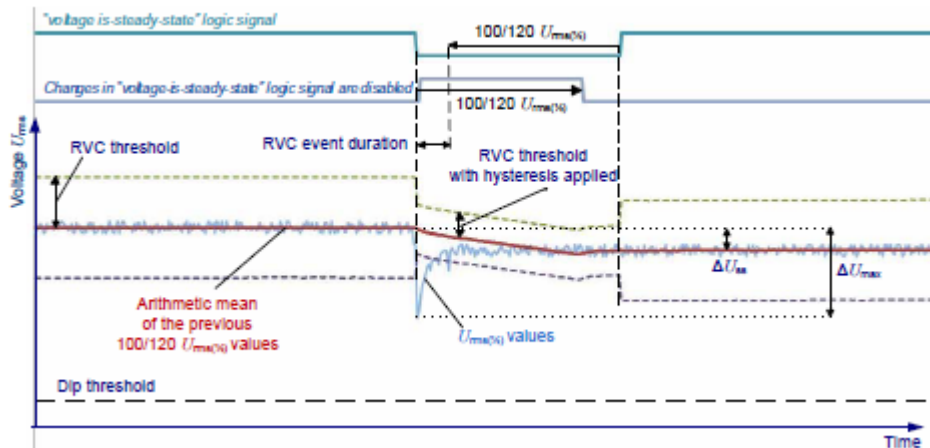 "voltage is-steady-state" logic signal
100/120 Urms(½)
Changes in "voltage-is-steady-state" logic signal are disabled
100/120 Urms(½)
Voltage Urms
RVC threshold
RVC event duration
RVC threshold
with hysteresis applied
ΔUss
ΔUmax
Arithmetic mean
of the previous
100/120 Urms(½) values
Urms(½) values
Dip threshold
Time